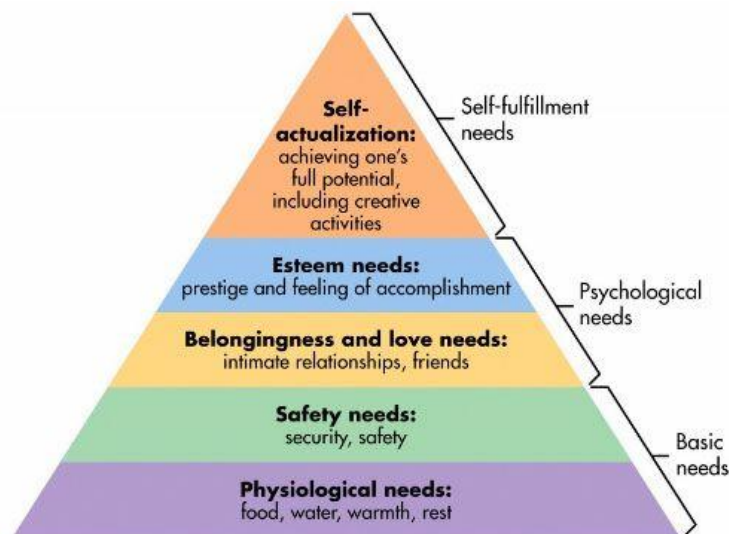 Self-
actualization:
achieving one's
full potential,
including creative
activities
Self-fulfillment
needs
Esteem needs:
prestige and feeling of accomplishment
Belongingness and love needs:
intimate relationships, friends
Psychological
needs
Safety needs:
security, safety
Physiological needs:
food, water, warmth, rest
Basic
needs